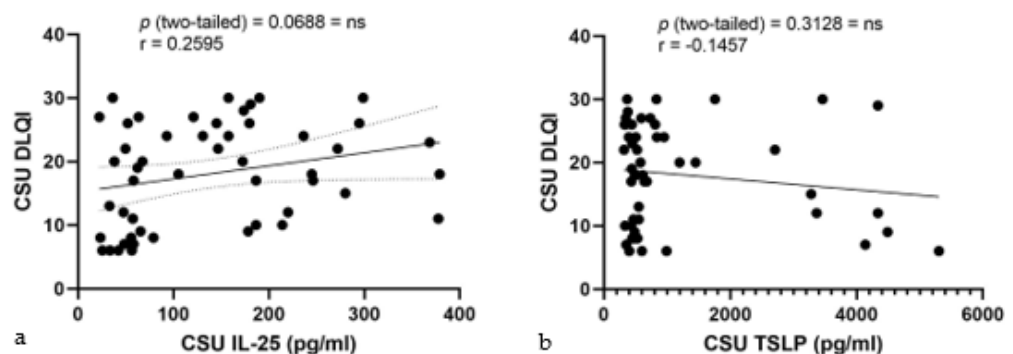 p (two-tailed) = 0.0688 = ns
r = 0.2595
CSU DLQI
40
30
20
10
0
0 100 200 300 400
CSU IL-25 (pg/ml)
a
p (two-tailed) = 0.3128 = ns
r = -0.1457
CSU DLQI
40
30
20
10
0
0 2000 4000 6000
CSU TSLP (pg/ml)
b